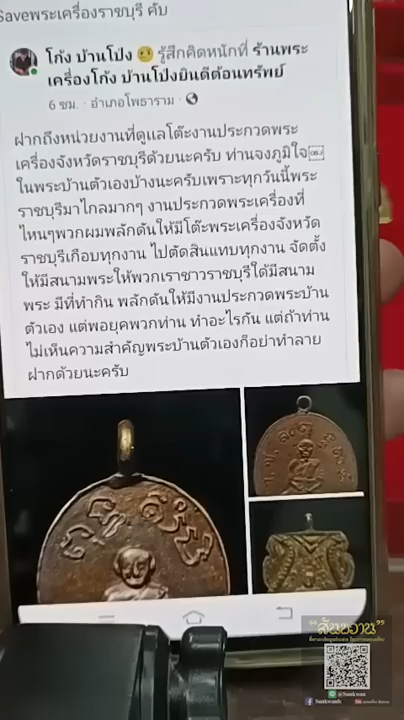 Saveพระเครื่องราชบุรี คับ
โก้ง บ้านโป่ง 🤨 รู้สึกคิดหนักที่ ร้านพระ
เครื่องโก้ง บ้านโป่งยินดีต้อนทรัพย์
6 ชม. · อำเภอโพธาราม ·
ฝากถึงหน่วยงานที่ดูแลโต๊ะงานประกวดพระ
เครื่องจังหวัดราชบุรีด้วยนะครับ ท่านจงภูมิใจ
ในพระบ้านตัวเองบ้างนะครับเพราะทุกวันนี้พระ
ราชบุรีมาไกลมากๆ งานประกวดพระเครื่องที่
ไหนๆพวกผมพลักดันให้มีโต๊ะพระเครื่องจังหวัด
ราชบุรีเกือบทุกงาน ไปตัดสินแทบทุกงาน จัดตั้ง
ให้มีสนามพระให้พวกเราชาวราชบุรีได้มีสนาม
พระ มีที่ทำกิน พลักดันให้มีงานประกวดพระบ้าน
ตัวเอง แต่พอยุคพวกท่าน ทำอะไรกัน แต่ถ้าท่าน
ไม่เห็นความสำคัญพระบ้านตัวเองก็อย่าทำลาย
ฝากด้วยนะครับ
"สันขวาน"
@Sunkwan
Sunkwanh